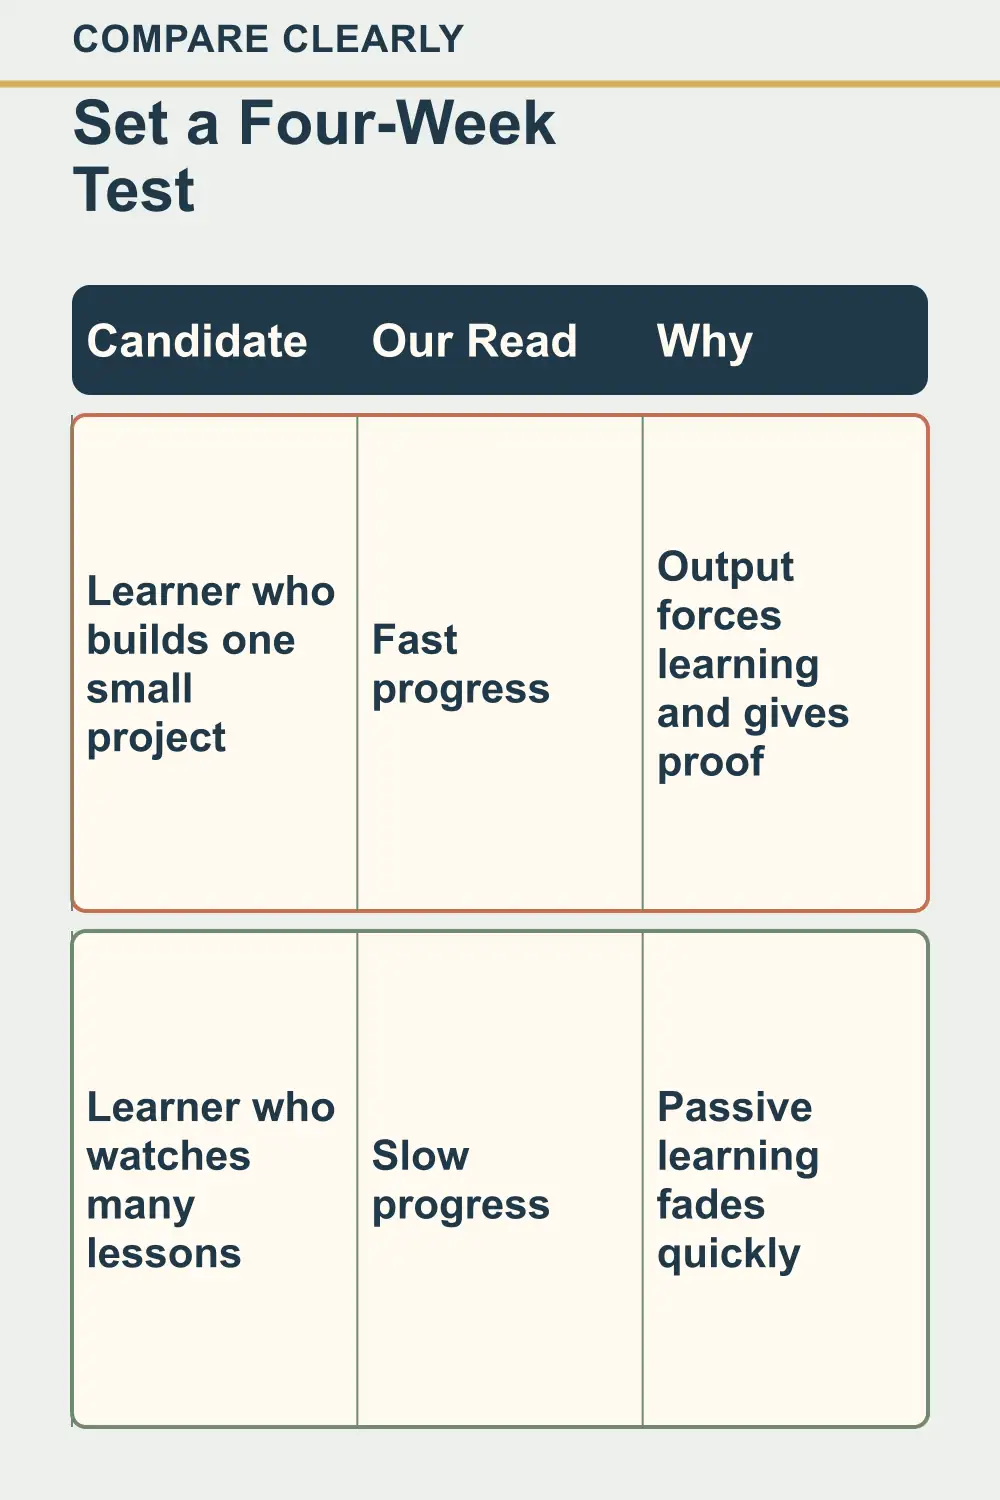 COMPARE CLEARLY
Set a Four-Week
Test
Candidate
Our Read
Why
Learner who
builds one
small
project
Fast
progress
Output
forces
learning
and gives
proof
Learner who
watches
many
lessons
Slow
progress
Passive
learning
fades
quickly